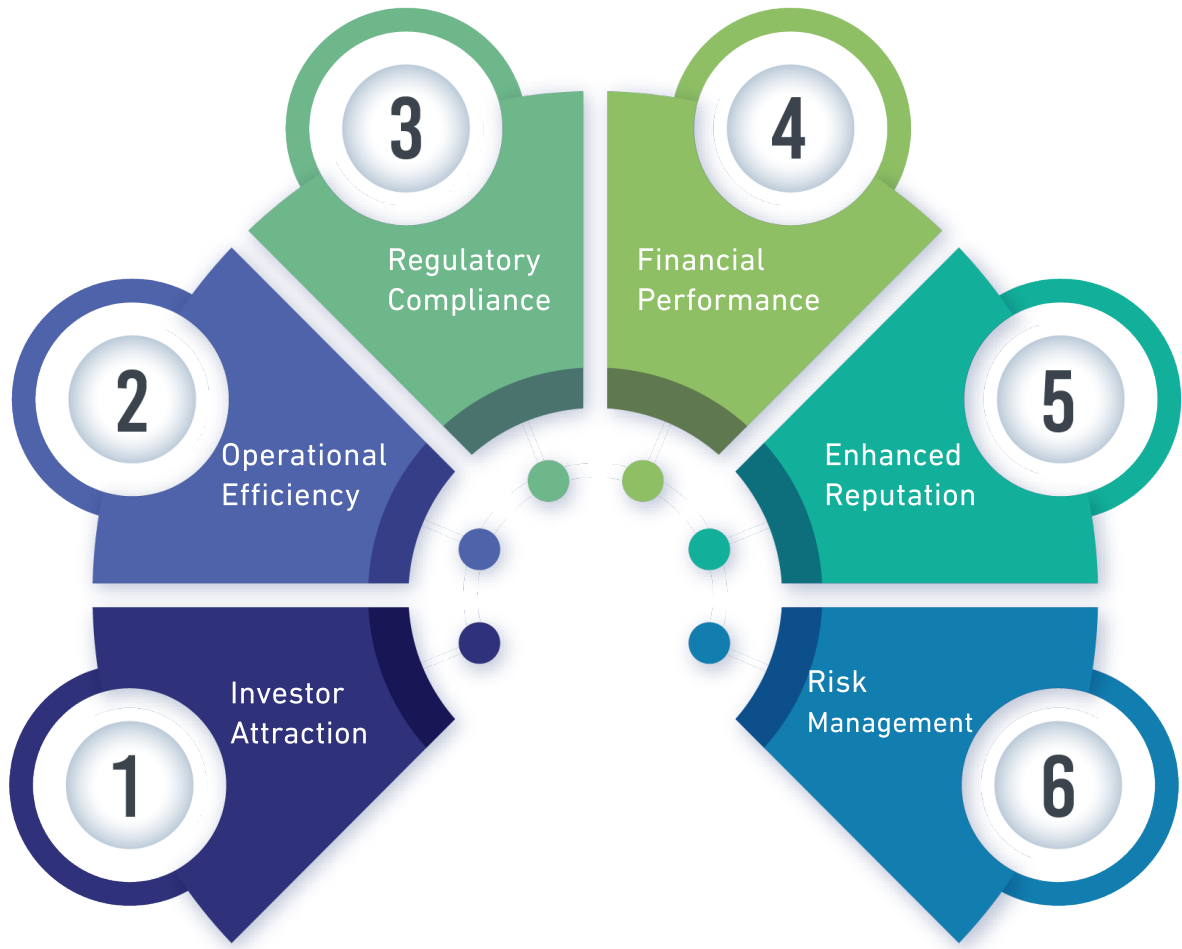 1
Investor
Attraction
2
Operational
Efficiency
3
Regulatory
Compliance
4
Financial
Performance
5
Enhanced
Reputation
6
Risk
Management